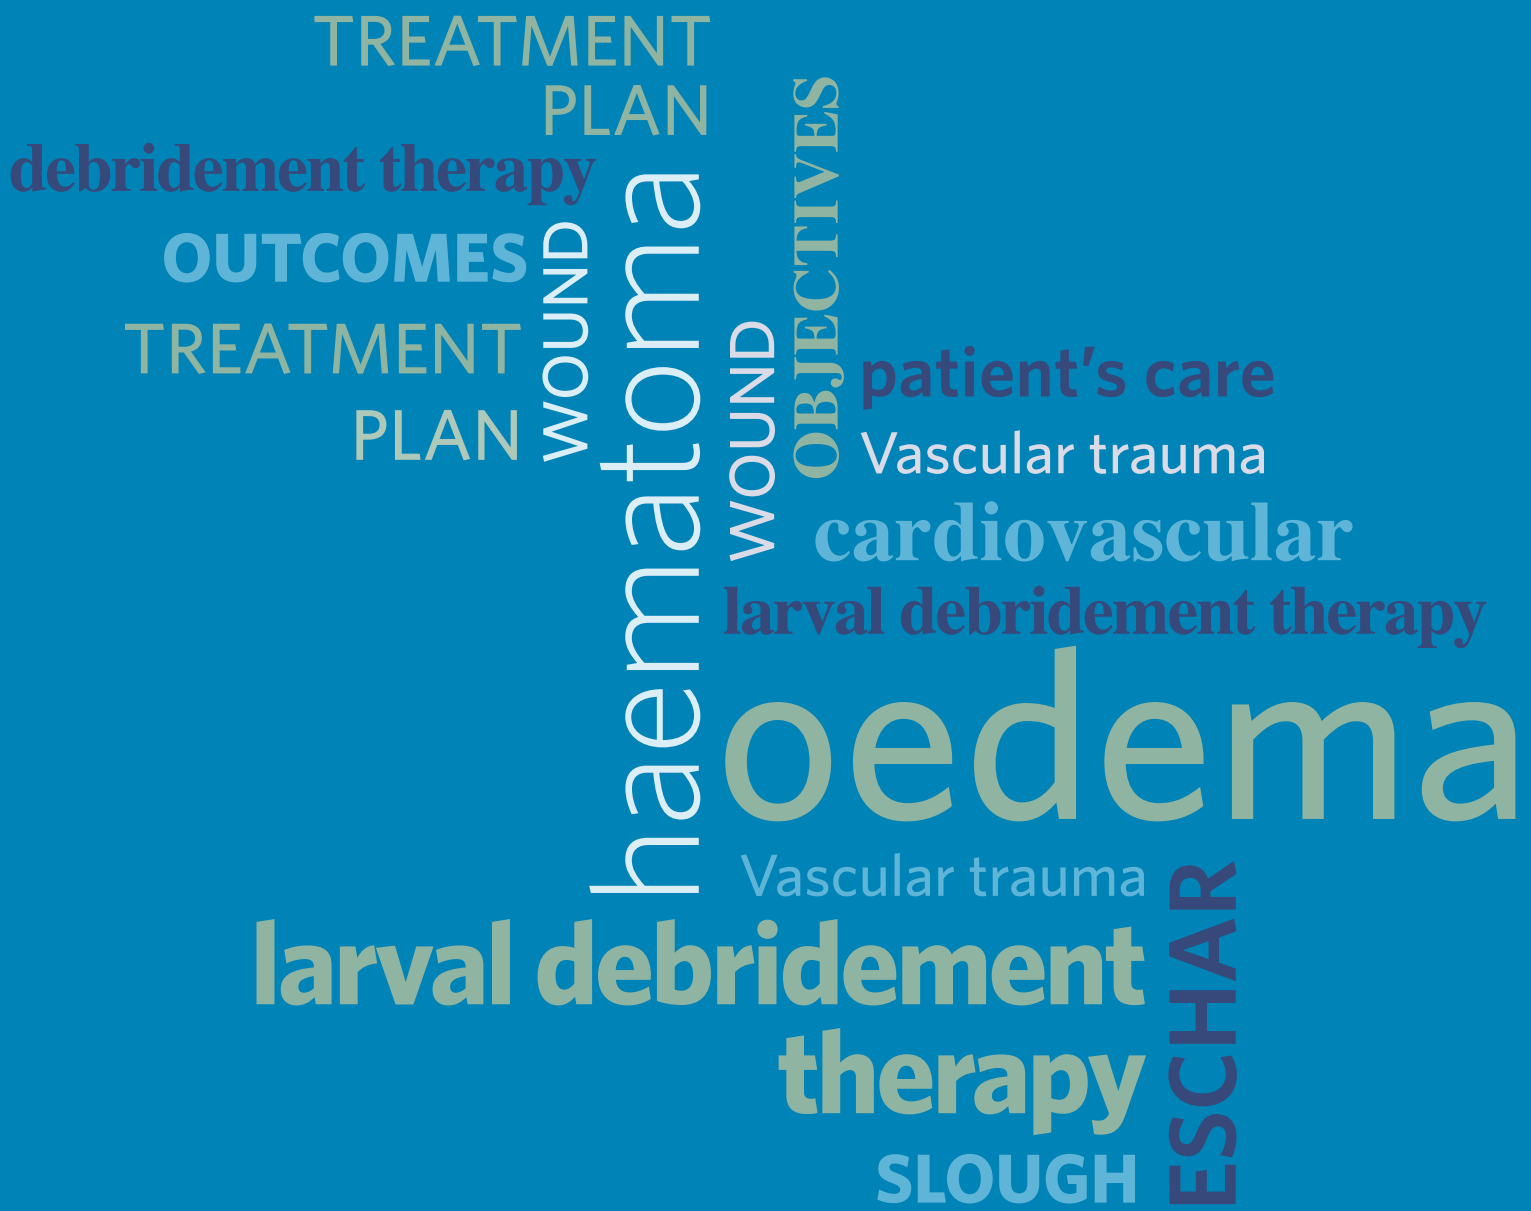 TREATMENT
PLAN
debridement therapy
OUTCOMES
TREATMENT
PLAN
WOUND
haematoma
WOUND
OBJECTIVES
patient's care
Vascular trauma
cardiovascular
larval debridement therapy
oedema
Vascular trauma
larval debridement
therapy
SLOUGH
ESCHAR